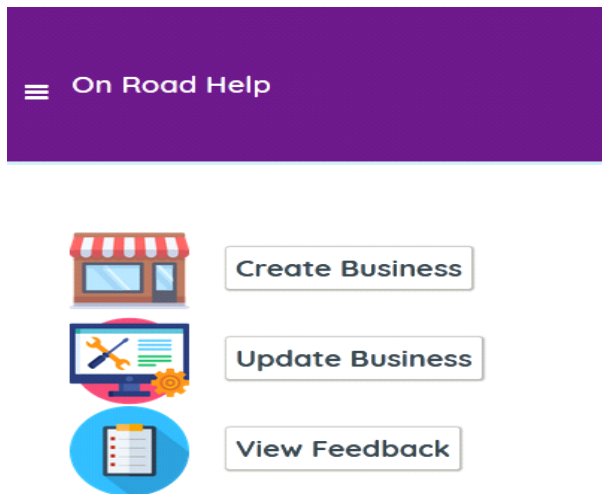 On Road Help
Create Business
Update Business
View Feedback